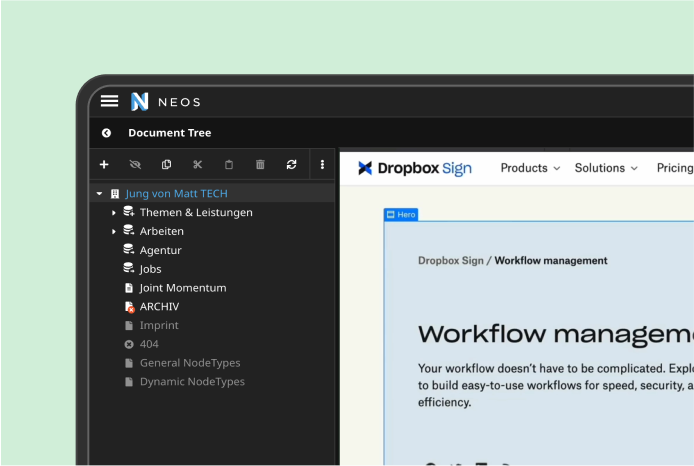 NEOS
Document Tree
Jung von Matt TECH
Themen & Leistungen
Arbeiten
Agentur
Jobs
Joint Momentum
ARCHIV
Imprint
404
General NodeTypes
Dynamic NodeTypes
Dropbox Sign Products Solutions Pricing
Hero
Dropbox Sign / Workflow management
Workflow managem
Your workflow doesn't have to be complicated. Explo
to build easy-to-use workflows for speed, security, a
efficiency.